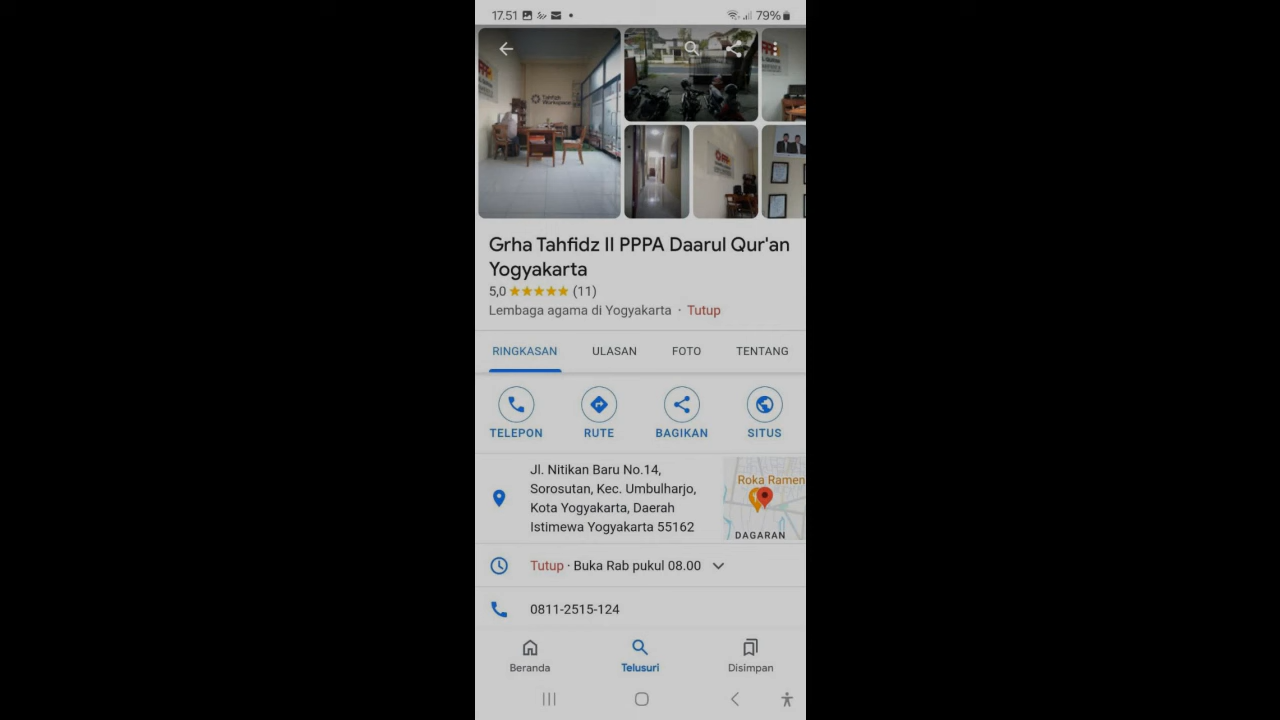 17.51
79%
Tahfidz
Workspace
Grha Tahfidz II PPPA Daarul Qur'an
Yogyakarta
5,0 ★★★★★ (11)
Lembaga agama di Yogyakarta · Tutup
RINGKASAN ULASAN FOTO TENTANG
TELEPON RUTE BAGIKAN SITUS
Jl. Nitikan Baru No.14,
Sorosutan, Kec. Umbulharjo,
Kota Yogyakarta, Daerah
Istimewa Yogyakarta 55162
Roka Ramen
DAGARAN
Tutup · Buka Rab pukul 08.00
0811-2515-124
Beranda Telusuri Disimpan